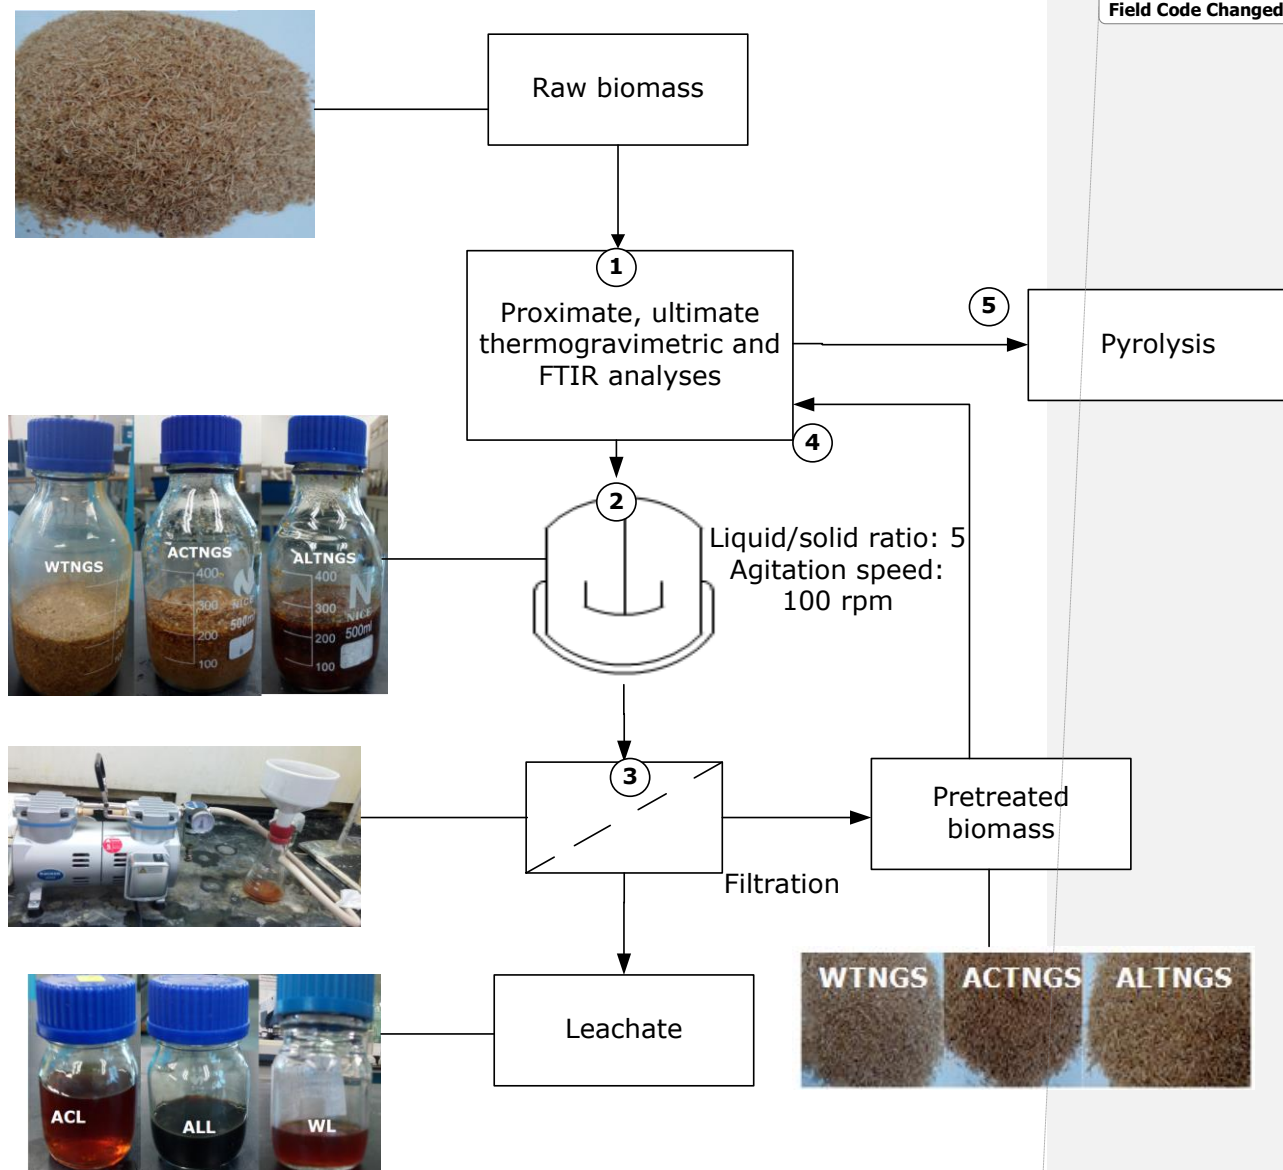 Field Code Changed
Raw biomass
1
Proximate, ultimate
thermogravimetric and
FTIR analyses
5
Pyrolysis
4
2
Liquid/solid ratio: 5
Agitation speed:
100 rpm
WTNGS
ACTNGS
400
300
200
100
NICE
500ml
ALTNGS
400
300
200
100
NICE
500ml
3
Filtration
Pretreated
biomass
WTNGS
ACTNGS
ALTNGS
Leachate
ACL
ALL
WL